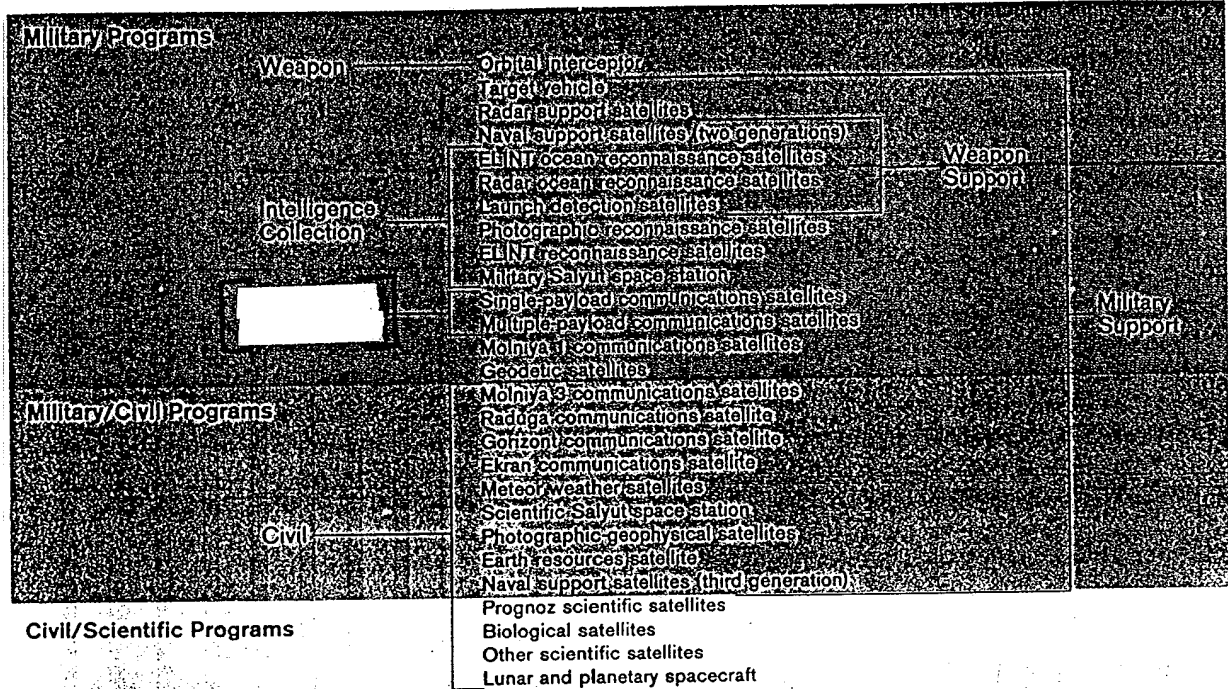 Military Programs
Weapon
Orbital interceptor
Target vehicle
Radar support satellites
Naval support satellites (two generations)
ELINT ocean reconnaissance satellites
Weapon
Support
Radar ocean reconnaissance satellites
Intelligence
Collection
Launch detection satellites
Photographic reconnaissance satellites
ELINT reconnaissance satellites
Military Salyut space station
Single-payload communications satellites
Military
Support
Multiple-payload communications satellites
Molniya 1 communications satellites
Geodetic satellites
Military/Civil Programs
Molniya 3 communications satellites
Raduga communications satellite
Gorizont communications satellite
Ekran communications satellite
Meteor weather satellites
Scientific Salyut space station
Civil
Photographic-geophysical satellites
Earth resources satellite
Naval support satellites (third generation)
Civil/Scientific Programs
Prognoz scientific satellites
Biological satellites
Other scientific satellites
Lunar and planetary spacecraft